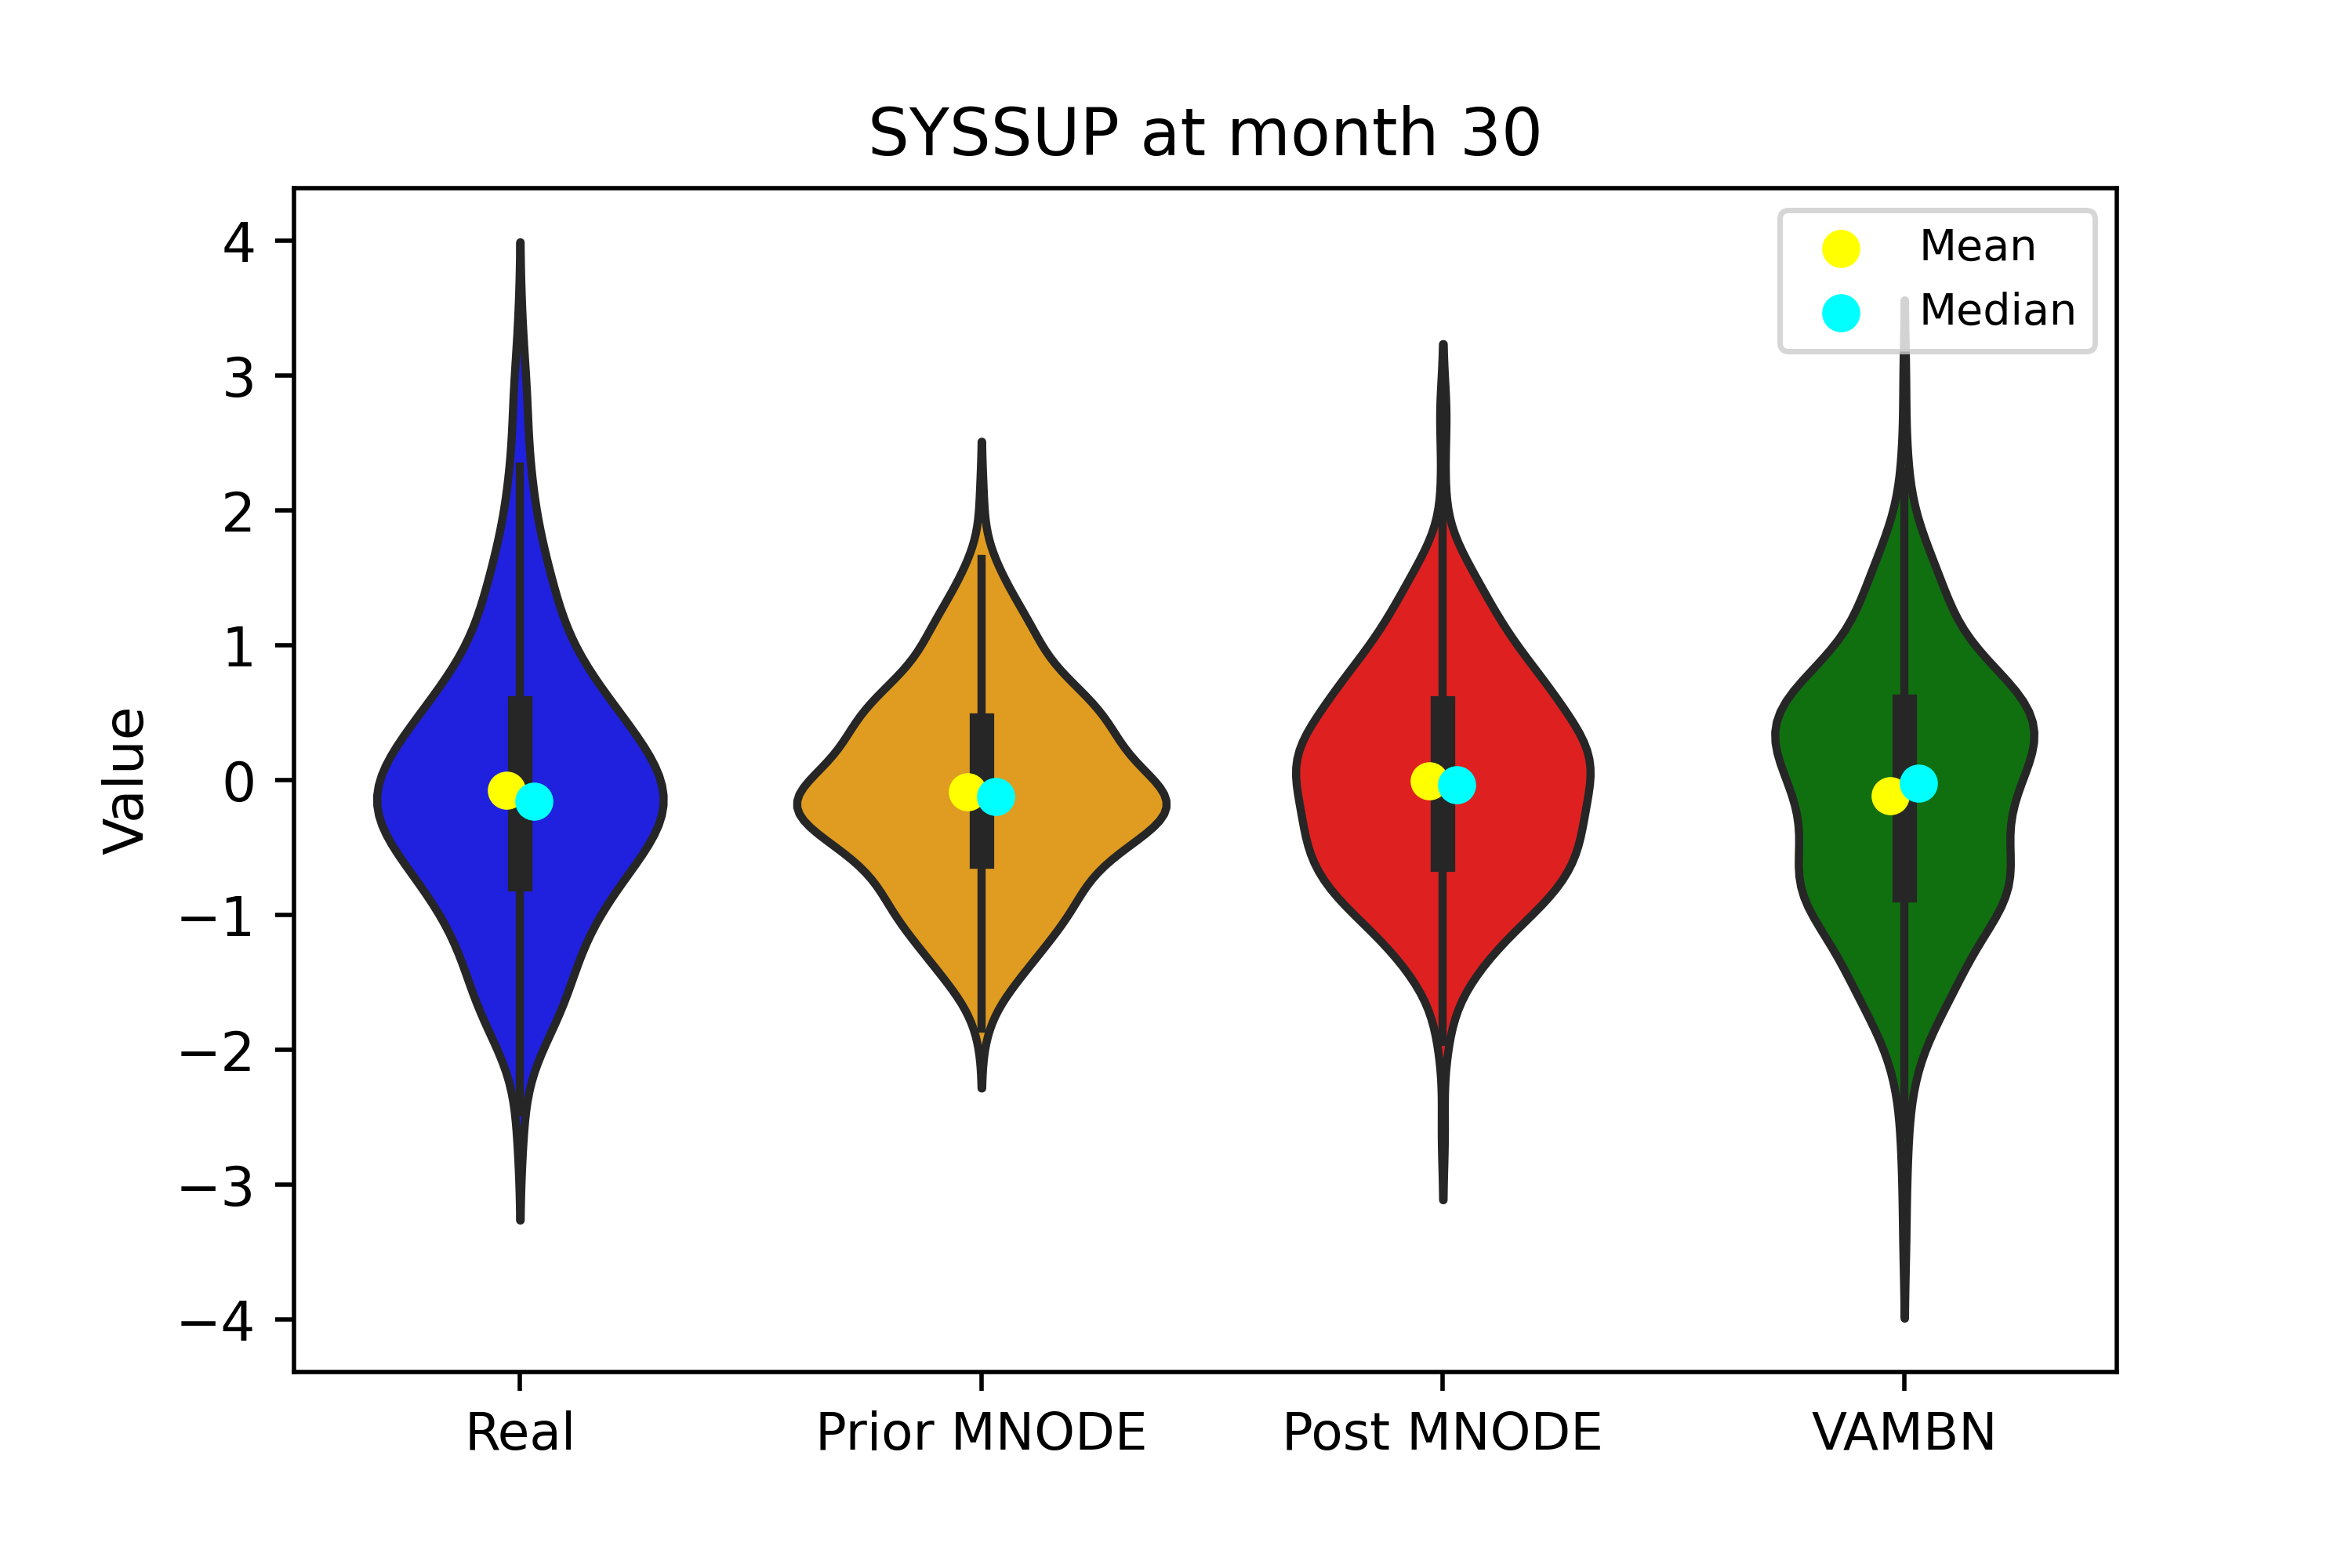 SYSSUP at month 30
Mean
Median
4
3
2
1
0
−1
−2
−3
−4
Value
Real
Prior MNODE
Post MNODE
VAMBN